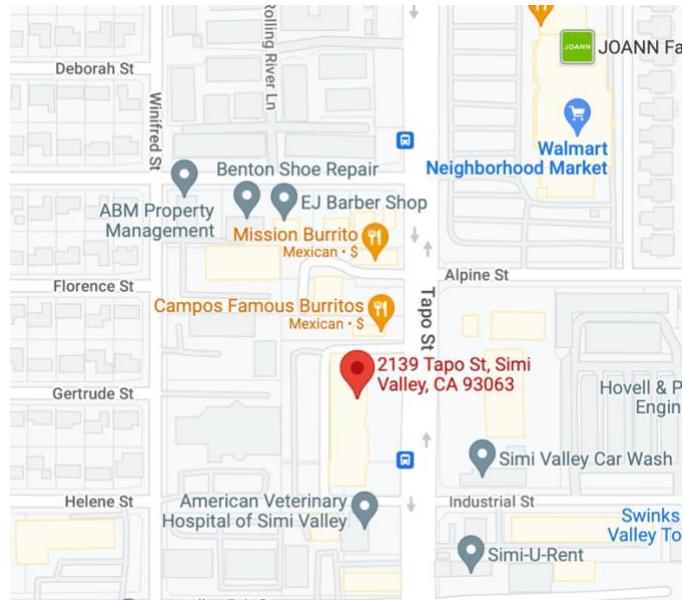 JOANN
JOANN Fa
Rolling River Ln
Deborah St
Winifred St
Walmart
Neighborhood Market
Benton Shoe Repair
ABM Property
Management
EJ Barber Shop
Mission Burrito
Mexican • $
Alpine St
Florence St
Campos Famous Burritos
Mexican • $
Tapo St
2139 Tapo St, Simi
Valley, CA 93063
Gertrude St
Hovell & P
Engin
Simi Valley Car Wash
Helene St
American Veterinary
Hospital of Simi Valley
Industrial St
Swinks
Valley To
Simi-U-Rent